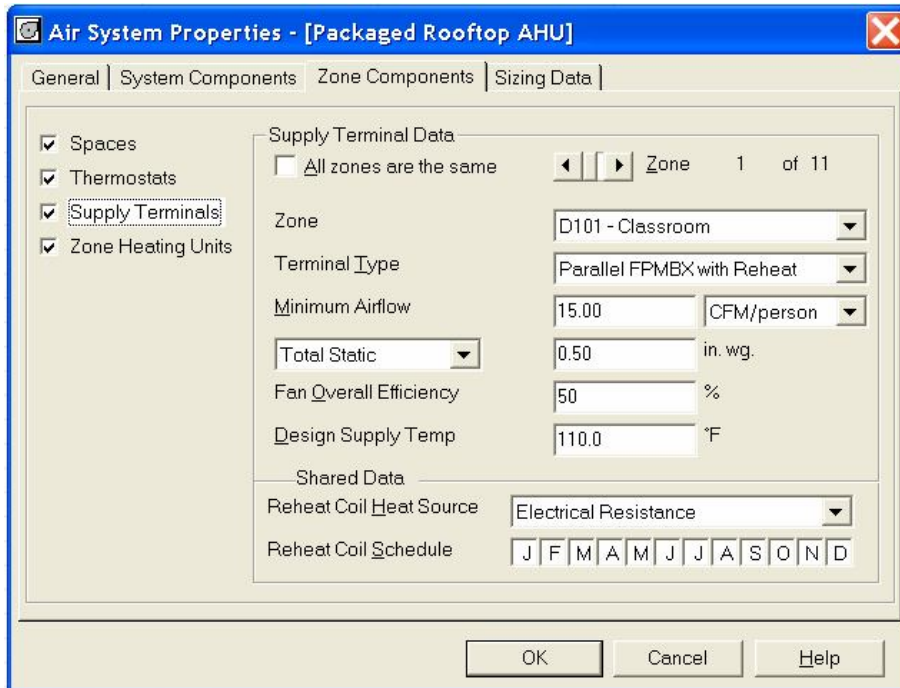 Air System Properties - [Packaged Rooftop AHU]
General | System Components | Zone Components | Sizing Data
Spaces
Thermostats
Supply Terminals
Zone Heating Units
Supply Terminal Data
All zones are the same Zone 1 of 11
Zone D101 - Classroom
Terminal Type Parallel FPMBX with Reheat
Minimum Airflow 15.00 CFM/person
Total Static 0.50 in. wg.
Fan Overall Efficiency 50 %
Design Supply Temp 110.0 °F
Shared Data
Reheat Coil Heat Source Electrical Resistance
Reheat Coil Schedule J F M A M J J A S O N D
OK Cancel Help